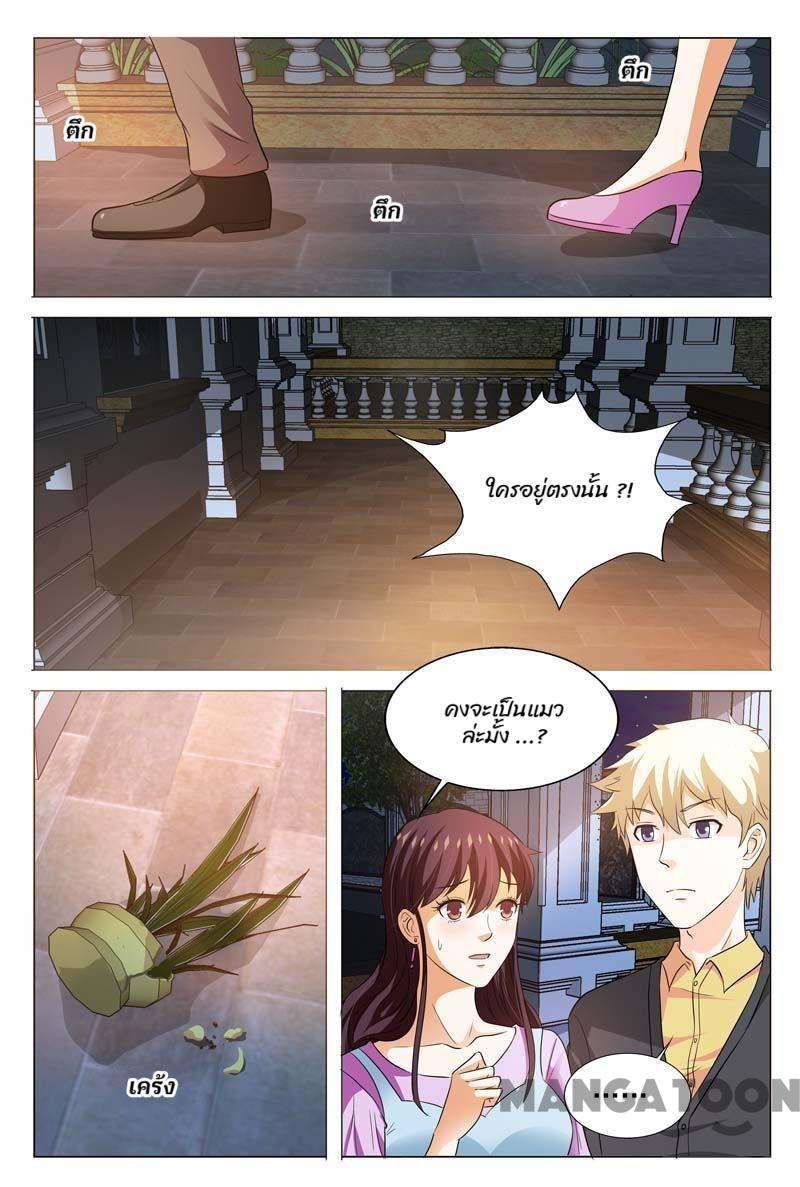 ตึก
ตึก
ตึก
ใครอยู่ตรงนั้น ?!
คงจะเป็นแมว
ล่ะมั้ง ...?
เคร้ง
......
MANGATOON